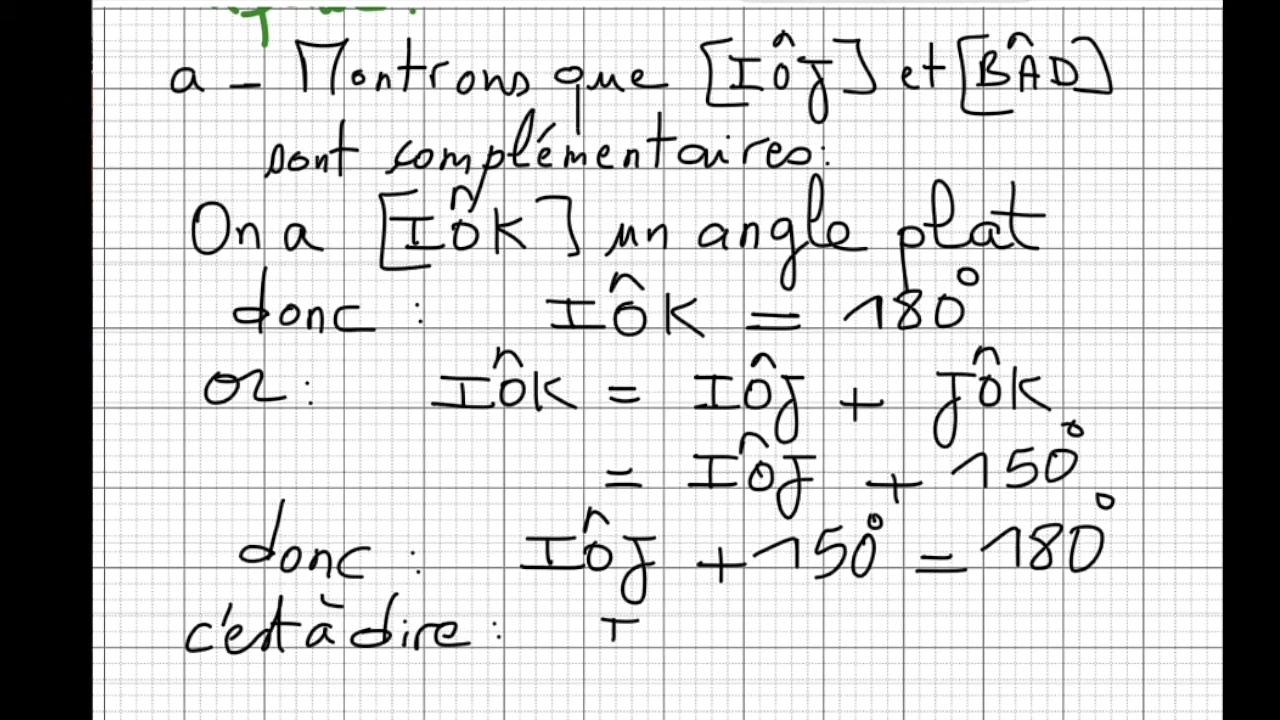 a - Montrons que [IÔJ] et [BÂD]
sont complémentaires:
On a [IÔK] un angle plat
donc : IÔK = 180°
or : IÔK = IÔJ + JÔK
= IÔJ + 150°
donc : IÔJ + 150° = 180°
c'est à dire : I